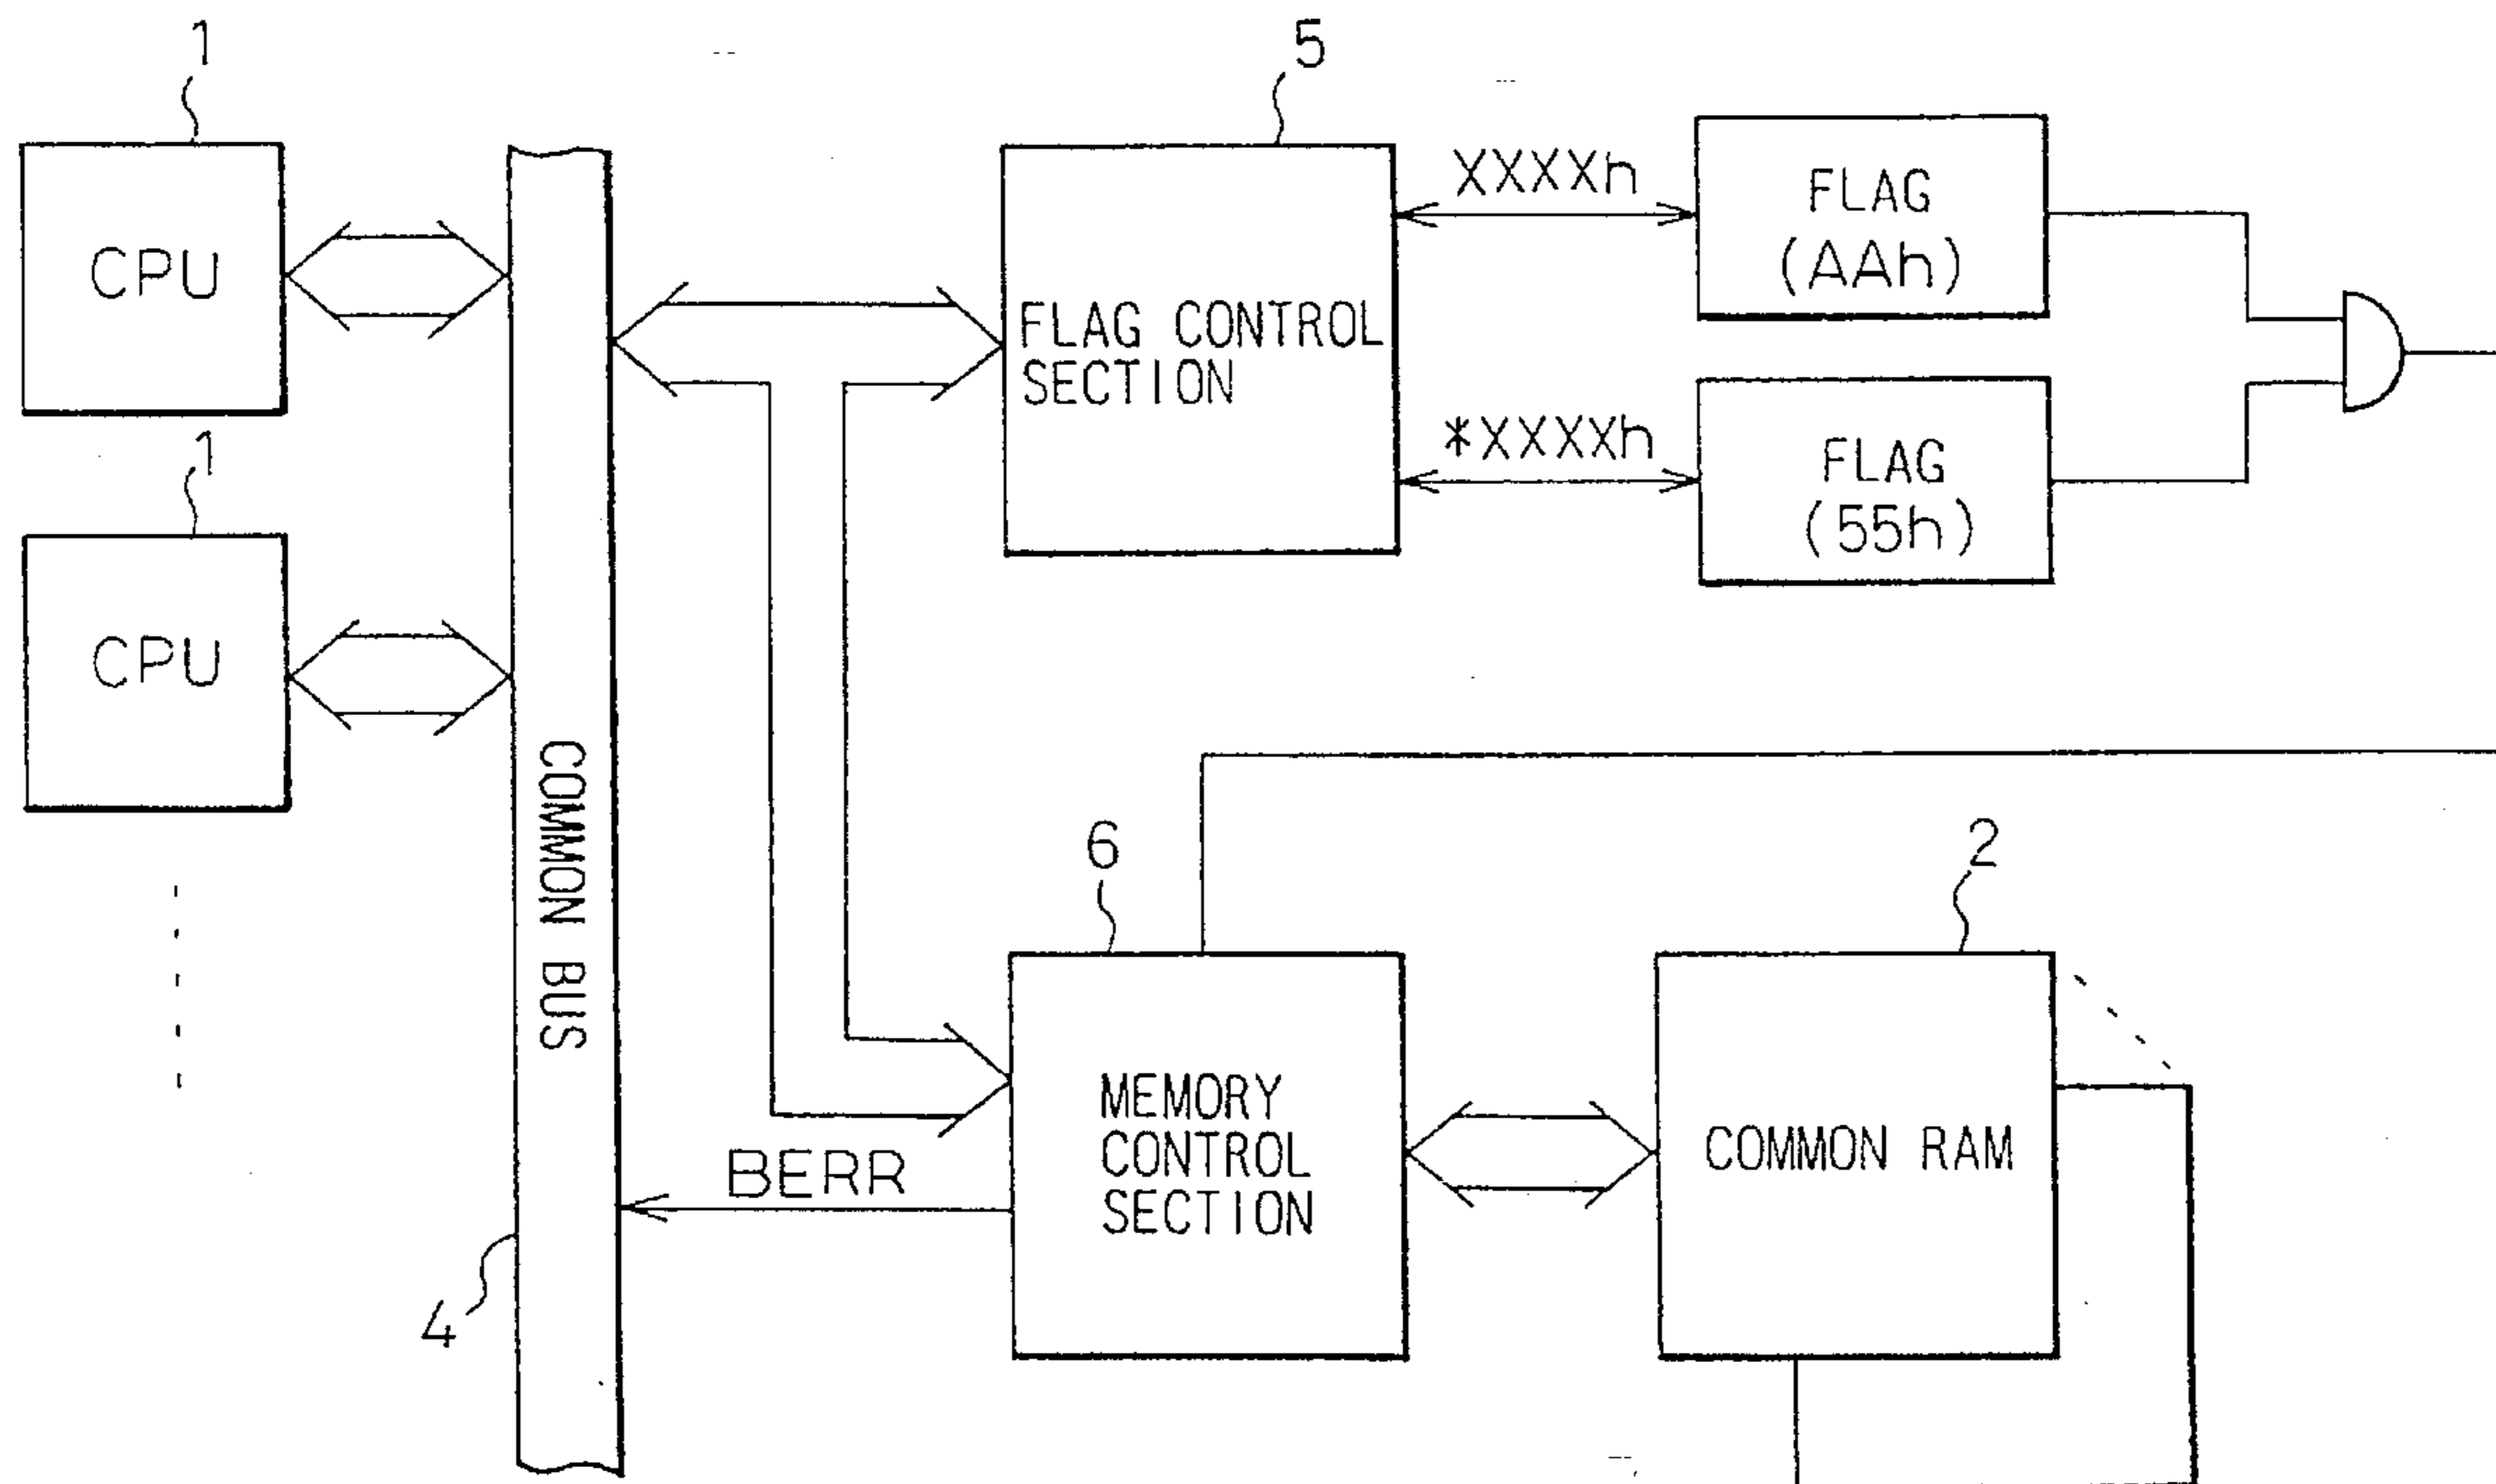 1
CPU
1
CPU
COMMON BUS
4
5
FLAG CONTROL
SECTION
XXXXh
FLAG
(AAh)
*XXXXh
FLAG
(55h)
6
MEMORY
CONTROL
SECTION
BERR
2
COMMON RAM